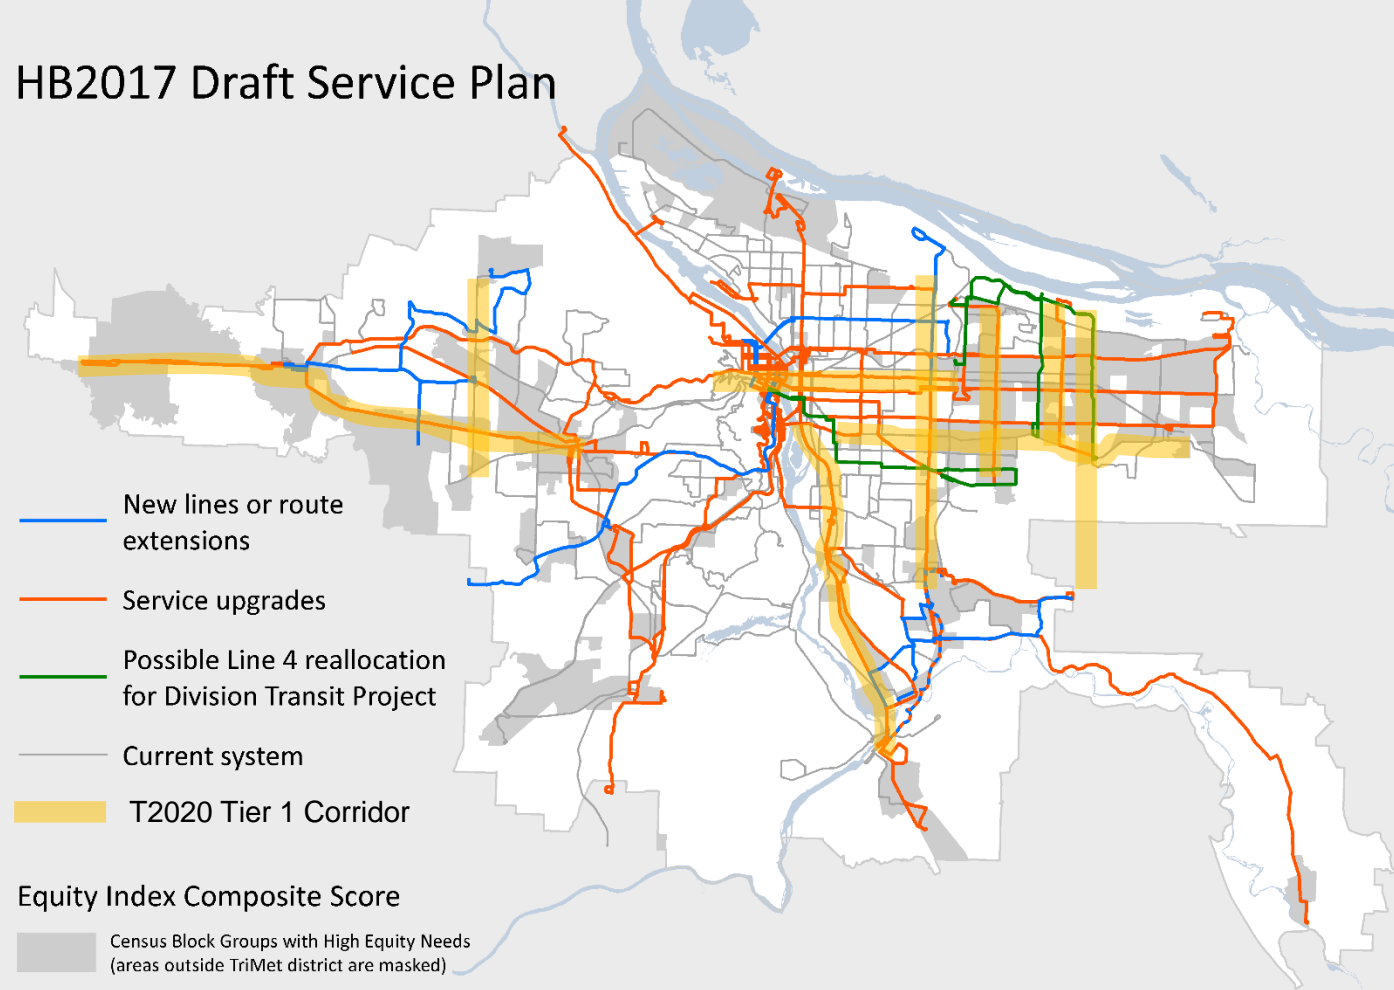 HB2017 Draft Service Plan
New lines or route
extensions
Service upgrades
Possible Line 4 reallocation
for Division Transit Project
Current system
T2020 Tier 1 Corridor
Equity Index Composite Score
Census Block Groups with High Equity Needs
(areas outside TriMet district are masked)